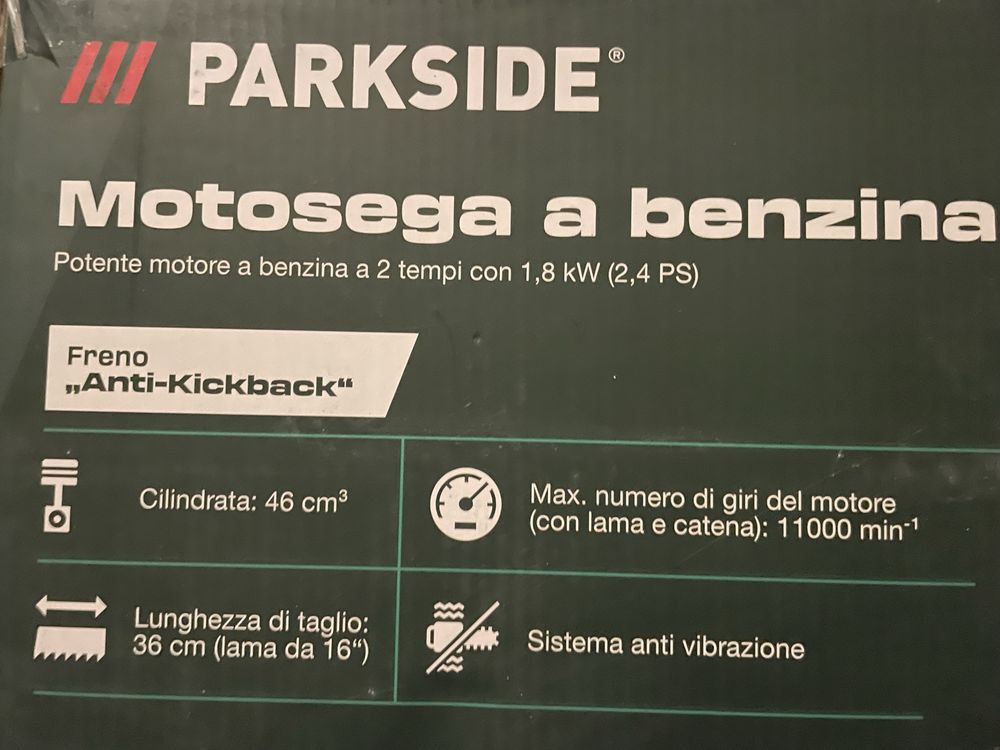 PARKSIDE®
Motosega a benzina
Potente motore a benzina a 2 tempi con 1,8 kW (2,4 PS)
Freno
„Anti-Kickback“
Cilindrata: 46 cm³
Max. numero di giri del motore
(con lama e catena): 11000 min⁻¹
Lunghezza di taglio:
36 cm (lama da 16“)
Sistema anti vibrazione